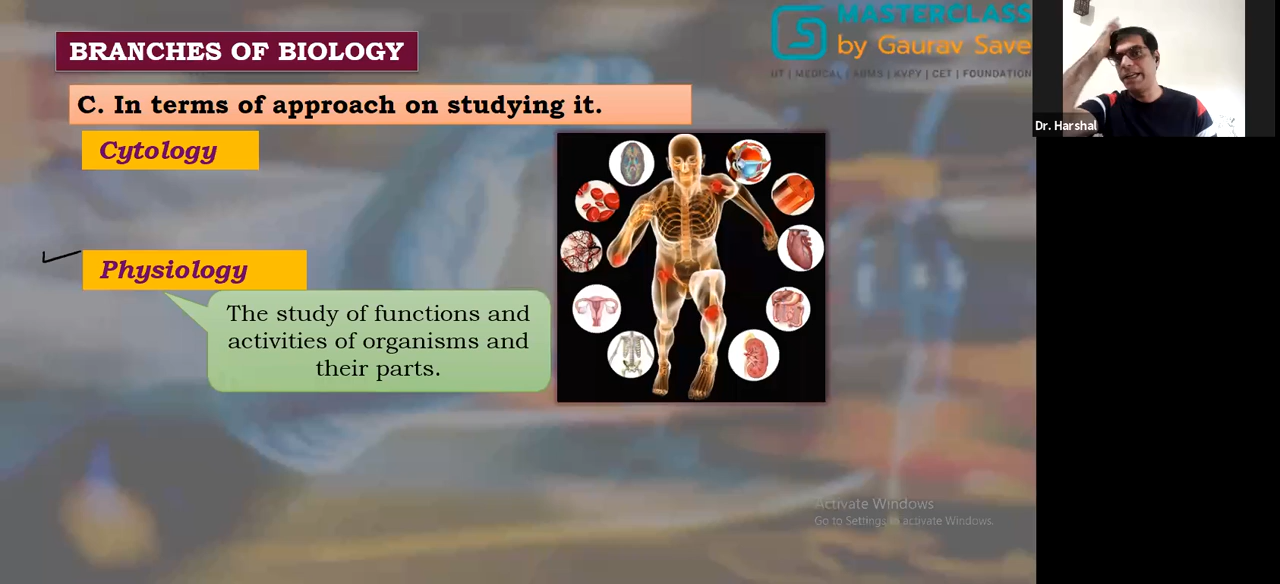 MASTERCLASS
by Gaurav Save
IIT | MEDICAL | AIIMS | KVPY | CET | FOUNDATION
BRANCHES OF BIOLOGY
C. In terms of approach on studying it.
Cytology
Physiology
The study of functions and
activities of organisms and
their parts.
Dr. Harshal
Activate Windows
Go to Settings to activate Windows.